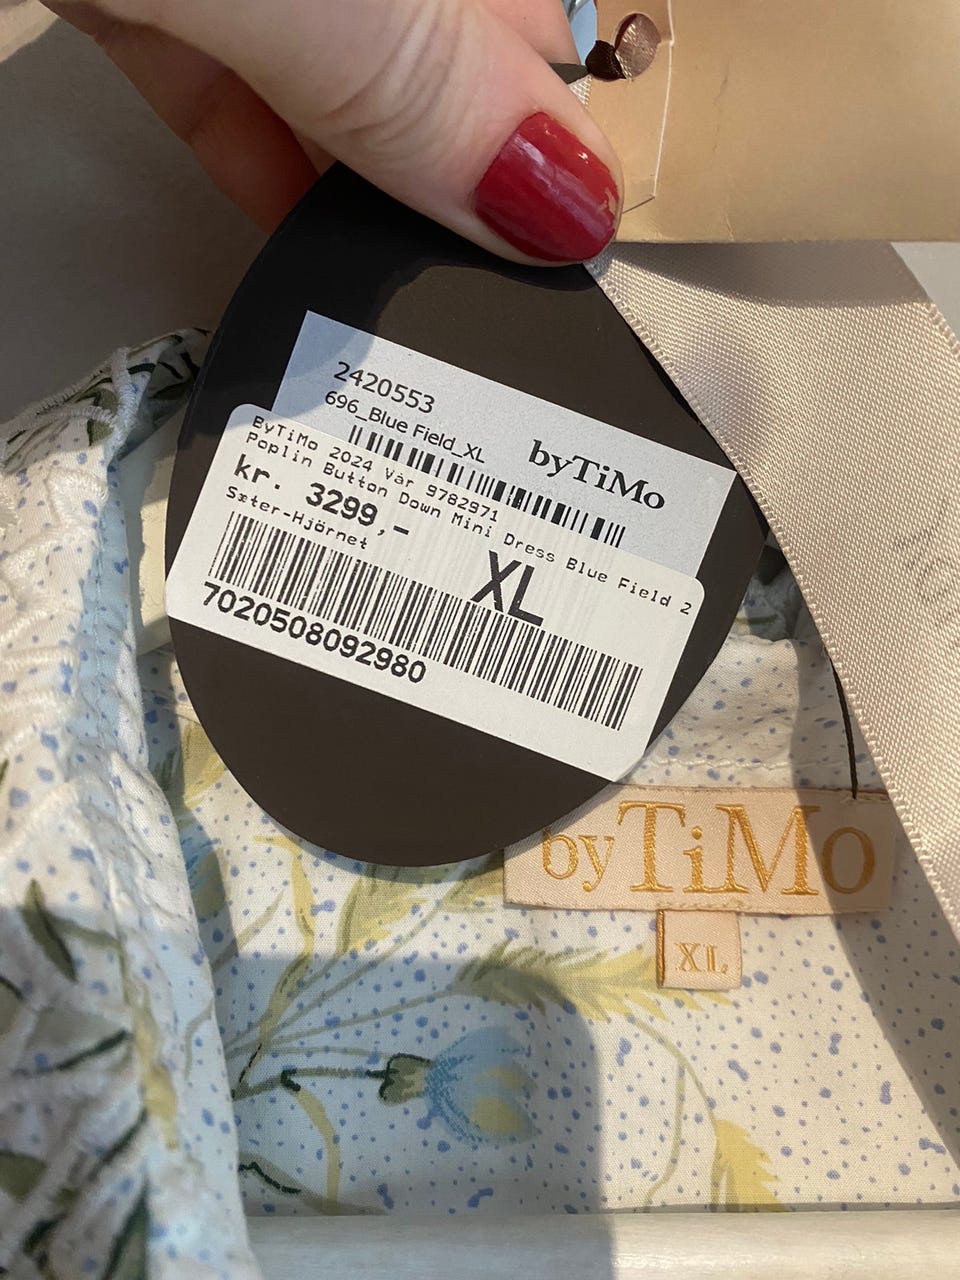 2420553
696_Blue Field_XL
byTiMo
ByTiMo 2024 Vår 9782971
Poplin Button Down Mini Dress Blue Field 2
kr. 3299,-
Sæter-Hjörnet
XL
7020508092980
byTiMo
XL